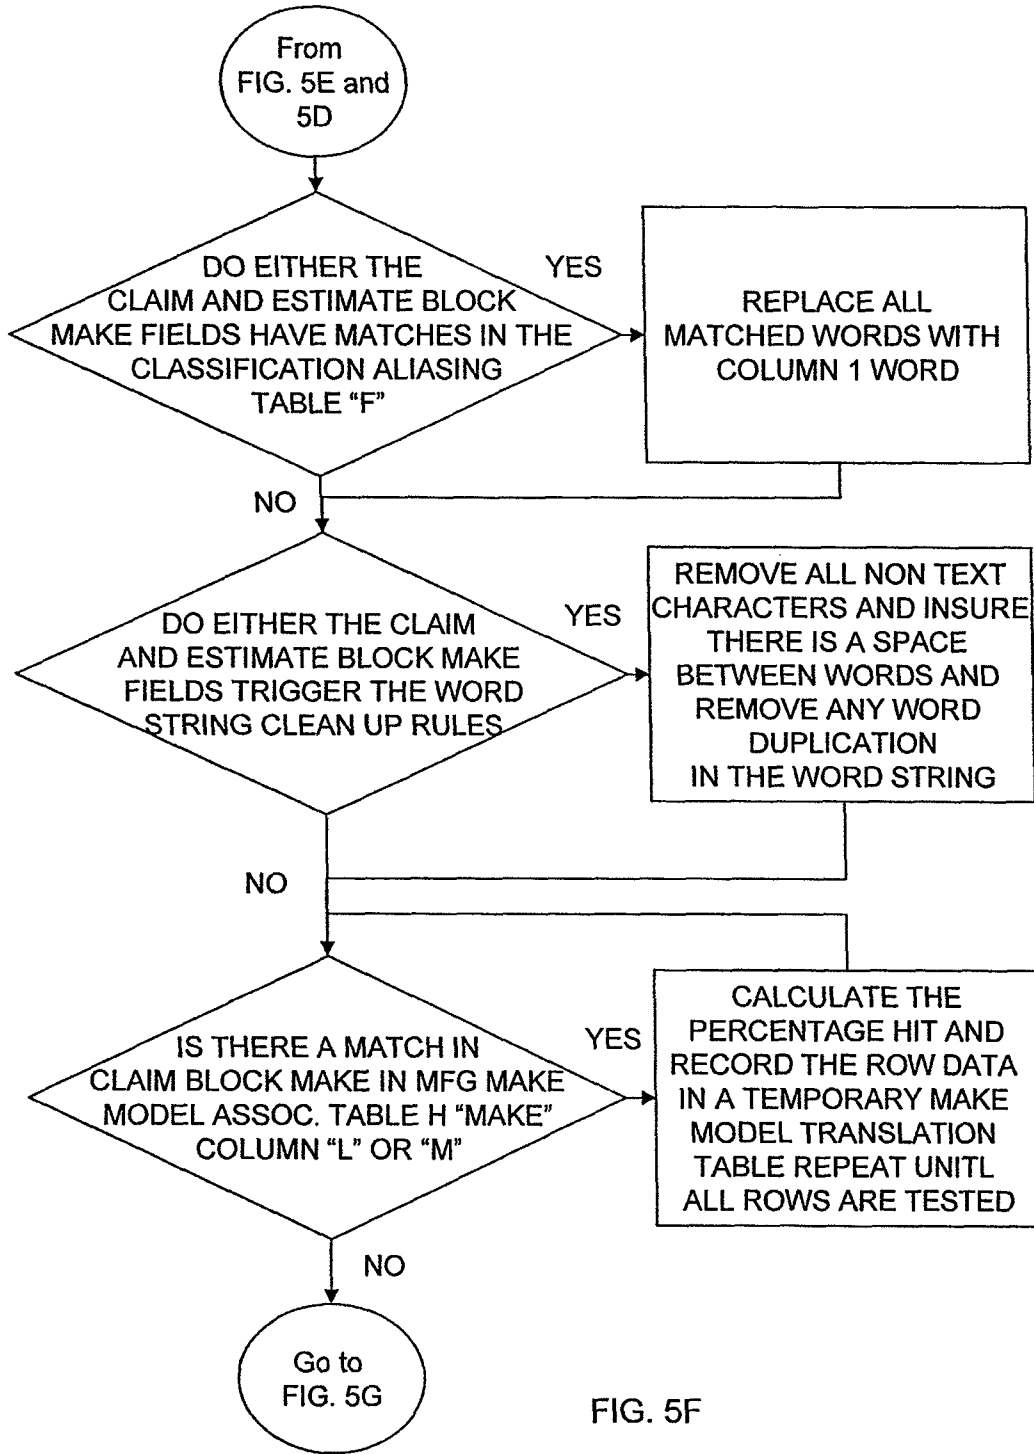 From
FIG. 5E and
5D
DO EITHER THE
CLAIM AND ESTIMATE BLOCK
MAKE FIELDS HAVE MATCHES IN THE
CLASSIFICATION ALIASING
TABLE “F”
YES
REPLACE ALL
MATCHED WORDS WITH
COLUMN 1 WORD
NO
DO EITHER THE CLAIM
AND ESTIMATE BLOCK MAKE
FIELDS TRIGGER THE WORD
STRING CLEAN UP RULES
YES
REMOVE ALL NON TEXT
CHARACTERS AND INSURE
THERE IS A SPACE
BETWEEN WORDS AND
REMOVE ANY WORD
DUPLICATION
IN THE WORD STRING
NO
IS THERE A MATCH IN
CLAIM BLOCK MAKE IN MFG MAKE
MODEL ASSOC. TABLE H “MAKE”
COLUMN “L” OR “M”
YES
CALCULATE THE
PERCENTAGE HIT AND
RECORD THE ROW DATA
IN A TEMPORARY MAKE
MODEL TRANSLATION
TABLE REPEAT UNITL
ALL ROWS ARE TESTED
NO
Go to
FIG. 5G
FIG. 5F